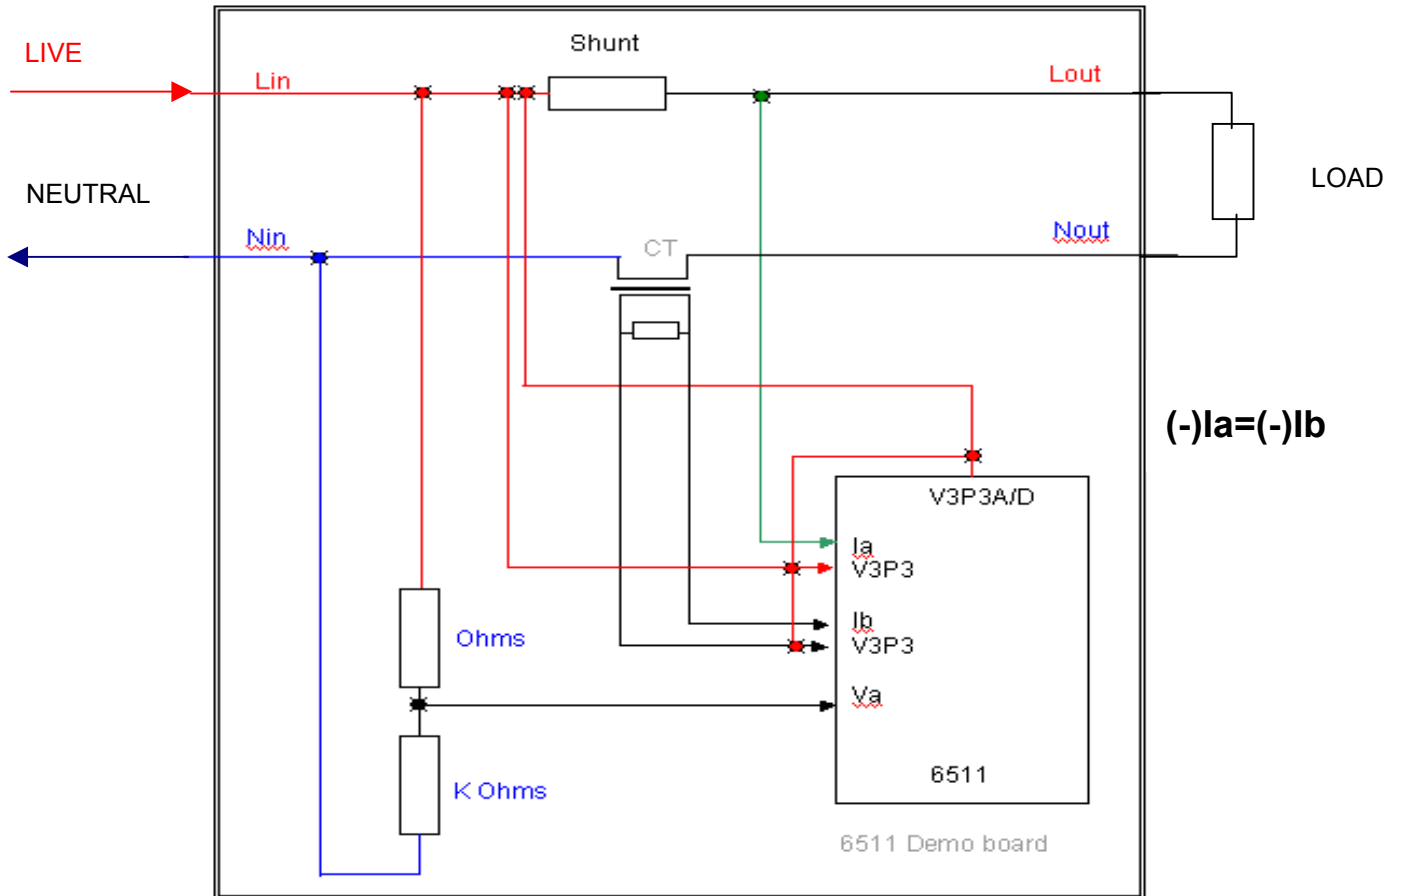 Shunt
LIVE
Lin
Lout
NEUTRAL
LOAD
Nin
CT
Nout
(-)Ia=(-)Ib
V3P3A/D
Ia
V3P3
Ib
V3P3
Ohms
Va
6511
K Ohms
6511 Demo board